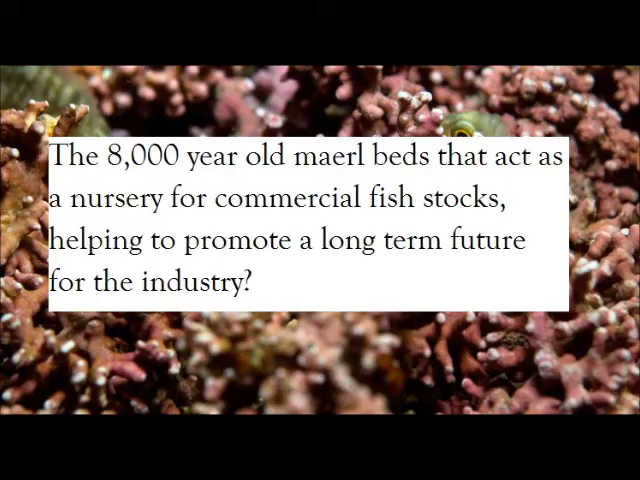 The 8,000 year old maerl beds that act as
a nursery for commercial fish stocks,
helping to promote a long term future
for the industry?